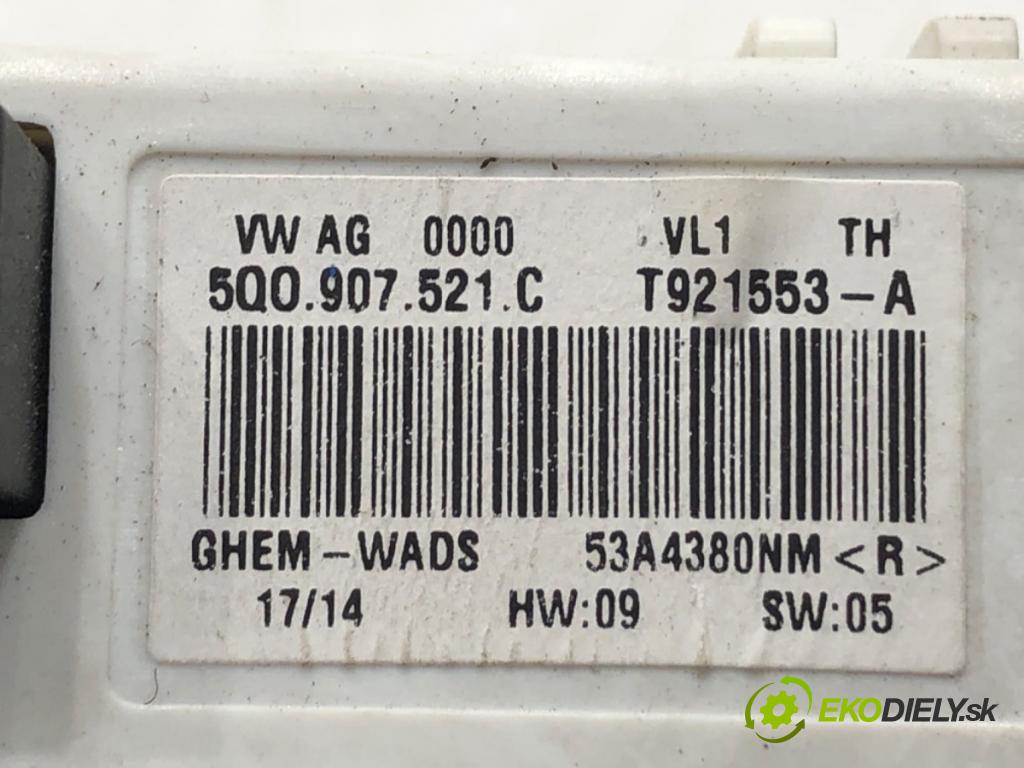 VW AG 0000 VL1 TH
5Q0.907.521.C T921553-A
GHEM-WADS 53A4380NM <R>
17/14 HW:09 SW:05
EKODIELY.sk